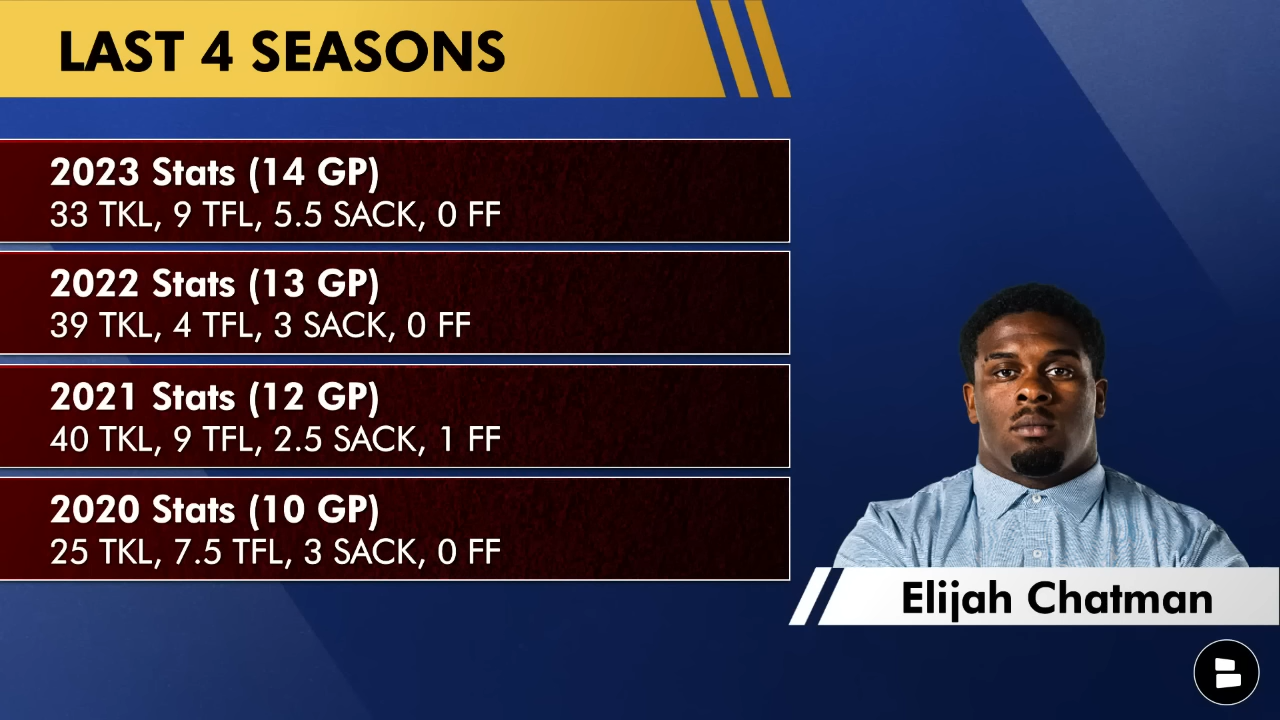 LAST 4 SEASONS
2023 Stats (14 GP)
33 TKL, 9 TFL, 5.5 SACK, 0 FF
2022 Stats (13 GP)
39 TKL, 4 TFL, 3 SACK, 0 FF
2021 Stats (12 GP)
40 TKL, 9 TFL, 2.5 SACK, 1 FF
2020 Stats (10 GP)
25 TKL, 7.5 TFL, 3 SACK, 0 FF
Elijah Chatman